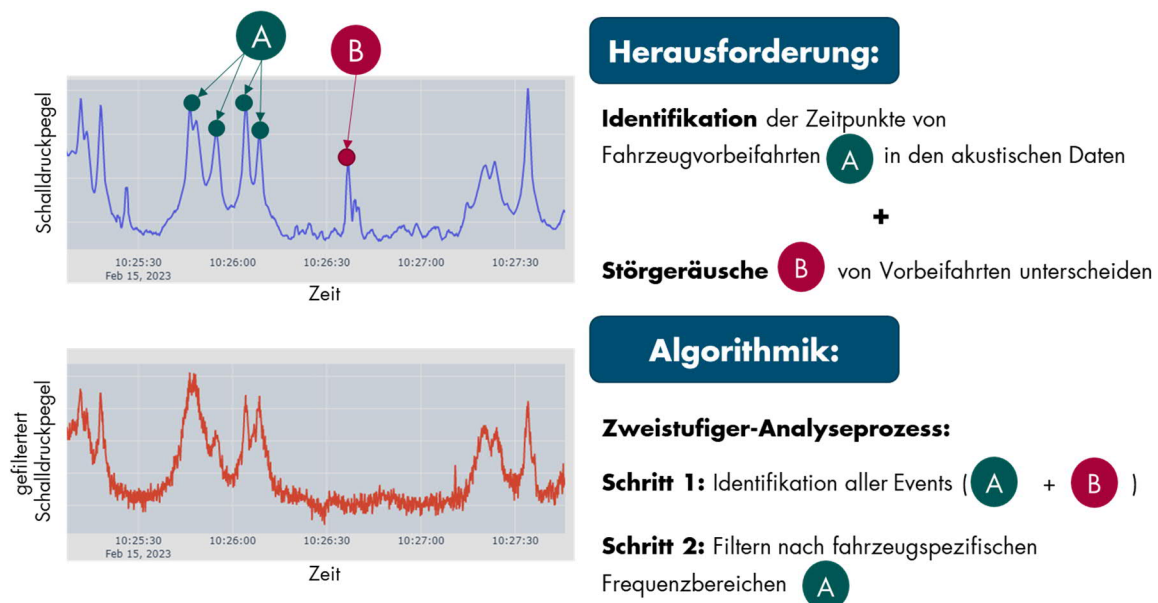 A
B
Schalldruckpegel
10:25:30
Feb 15, 2023
10:26:00
10:26:30
10:27:00
10:27:30
Zeit
gefiltertert
Schalldruckpegel
10:25:30
Feb 15, 2023
10:26:00
10:26:30
10:27:00
10:27:30
Zeit
Herausforderung:
Identifikation der Zeitpunkte von
Fahrzeugvorbeifahrten A in den akustischen Daten
+
Störgeräusche B von Vorbeifahrten unterscheiden
Algorithmik:
Zweistufiger-Analyseprozess:
Schritt 1: Identifikation aller Events ( A + B )
Schritt 2: Filtern nach fahrzeugspezifischen
Frequenzbereichen A